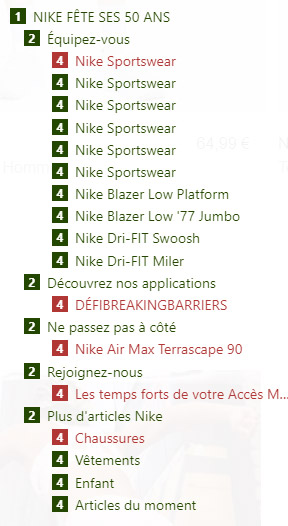 1 NIKE FÊTE SES 50 ANS
2 Équipez-vous
4 Nike Sportswear
4 Nike Sportswear
4 Nike Sportswear
4 Nike Sportswear
4 Nike Sportswear
4 Nike Sportswear
4 Nike Blazer Low Platform
4 Nike Blazer Low '77 Jumbo
4 Nike Dri-FIT Swoosh
4 Nike Dri-FIT Miler
2 Découvrez nos applications
4 DÉFIBREAKINGBARRIERS
2 Ne passez pas à côté
4 Nike Air Max Terrascape 90
2 Rejoignez-nous
4 Les temps forts de votre Accès M...
2 Plus d'articles Nike
4 Chaussures
4 Vêtements
4 Enfant
4 Articles du moment